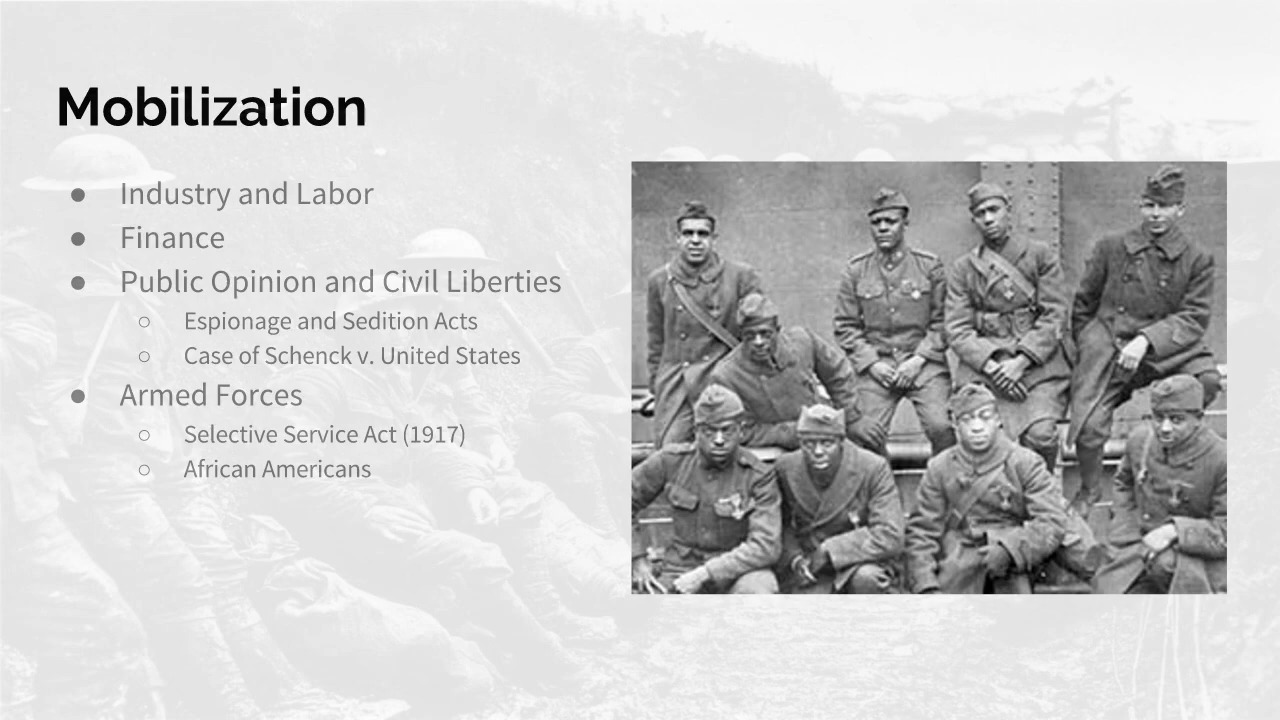 Mobilization
● Industry and Labor
● Finance
● Public Opinion and Civil Liberties
○ Espionage and Sedition Acts
○ Case of Schenck v. United States
● Armed Forces
○ Selective Service Act (1917)
○ African Americans